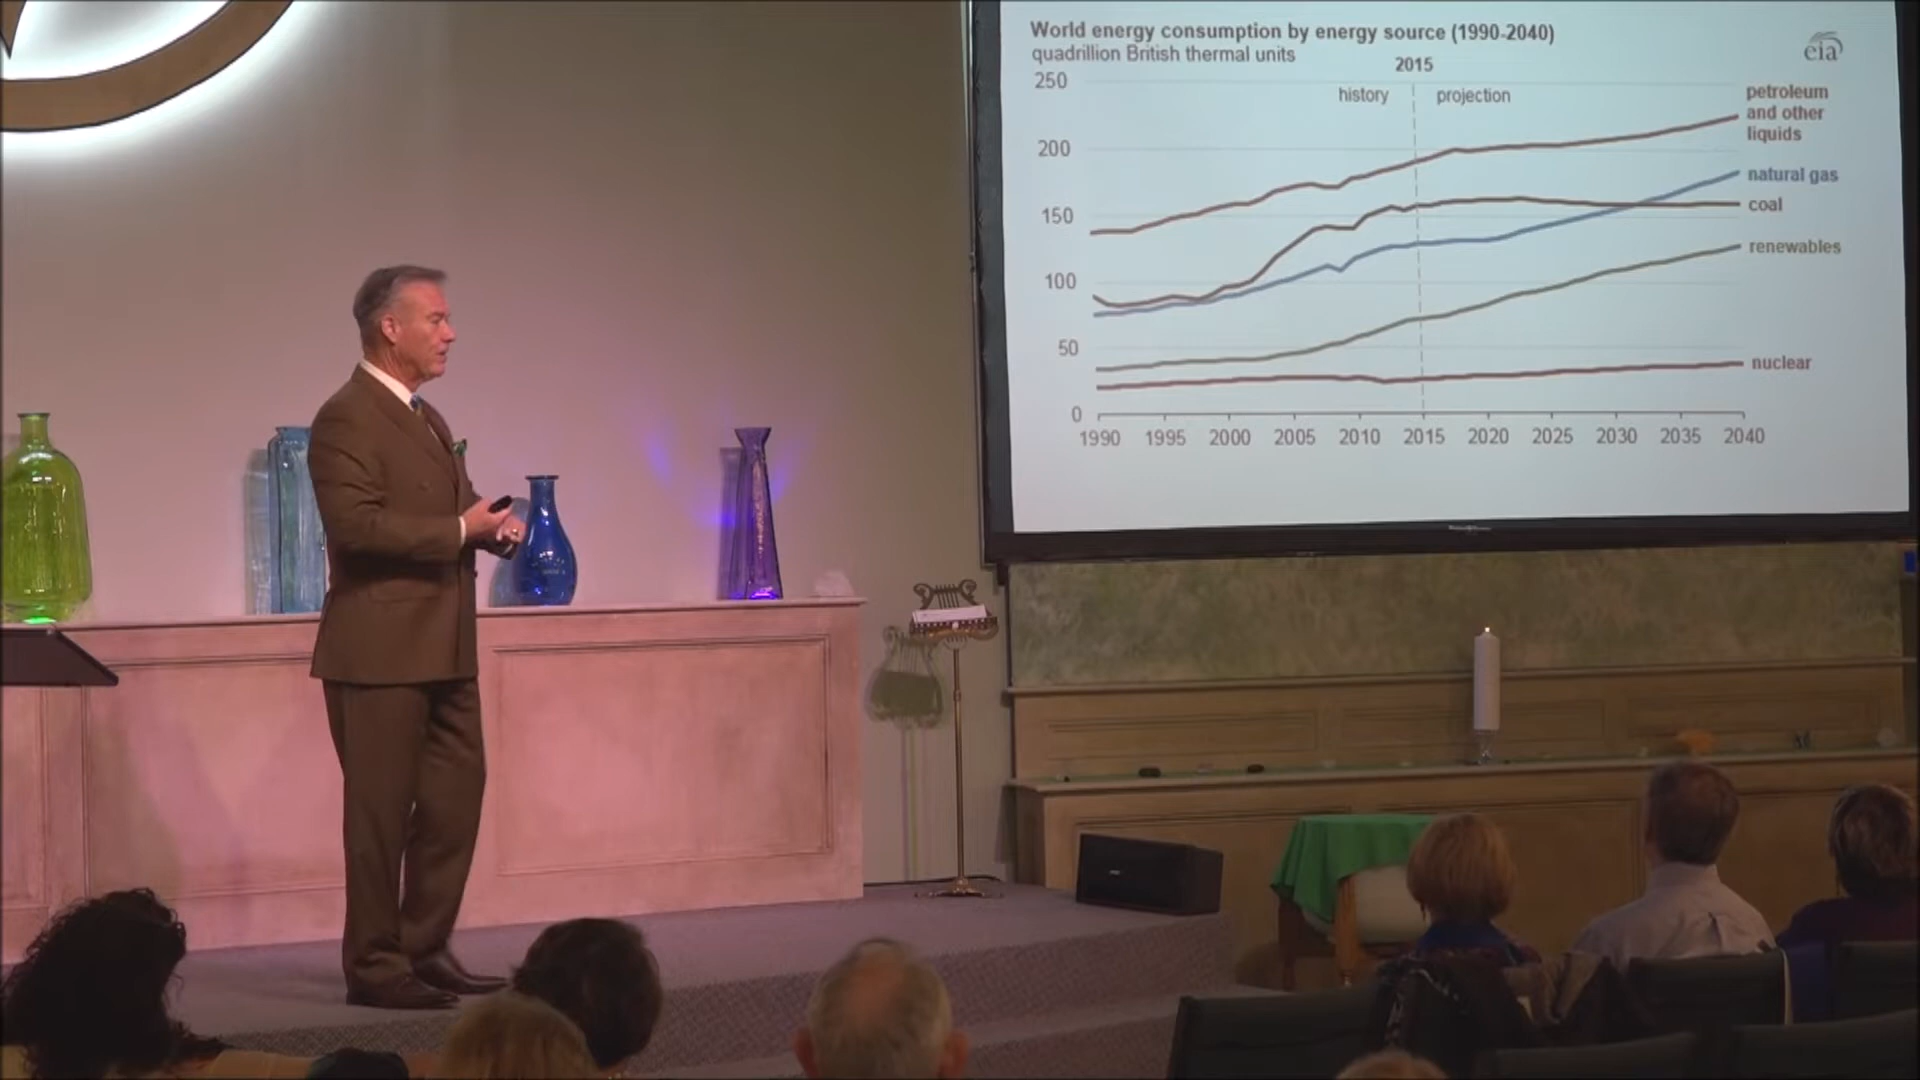 World energy consumption by energy source (1990-2040)
quadrillion British thermal units
eia
2015
250
history
projection
petroleum
and other
liquids
200
natural gas
150
coal
renewables
100
50
nuclear
0
1990 1995 2000 2005 2010 2015 2020 2025 2030 2035 2040